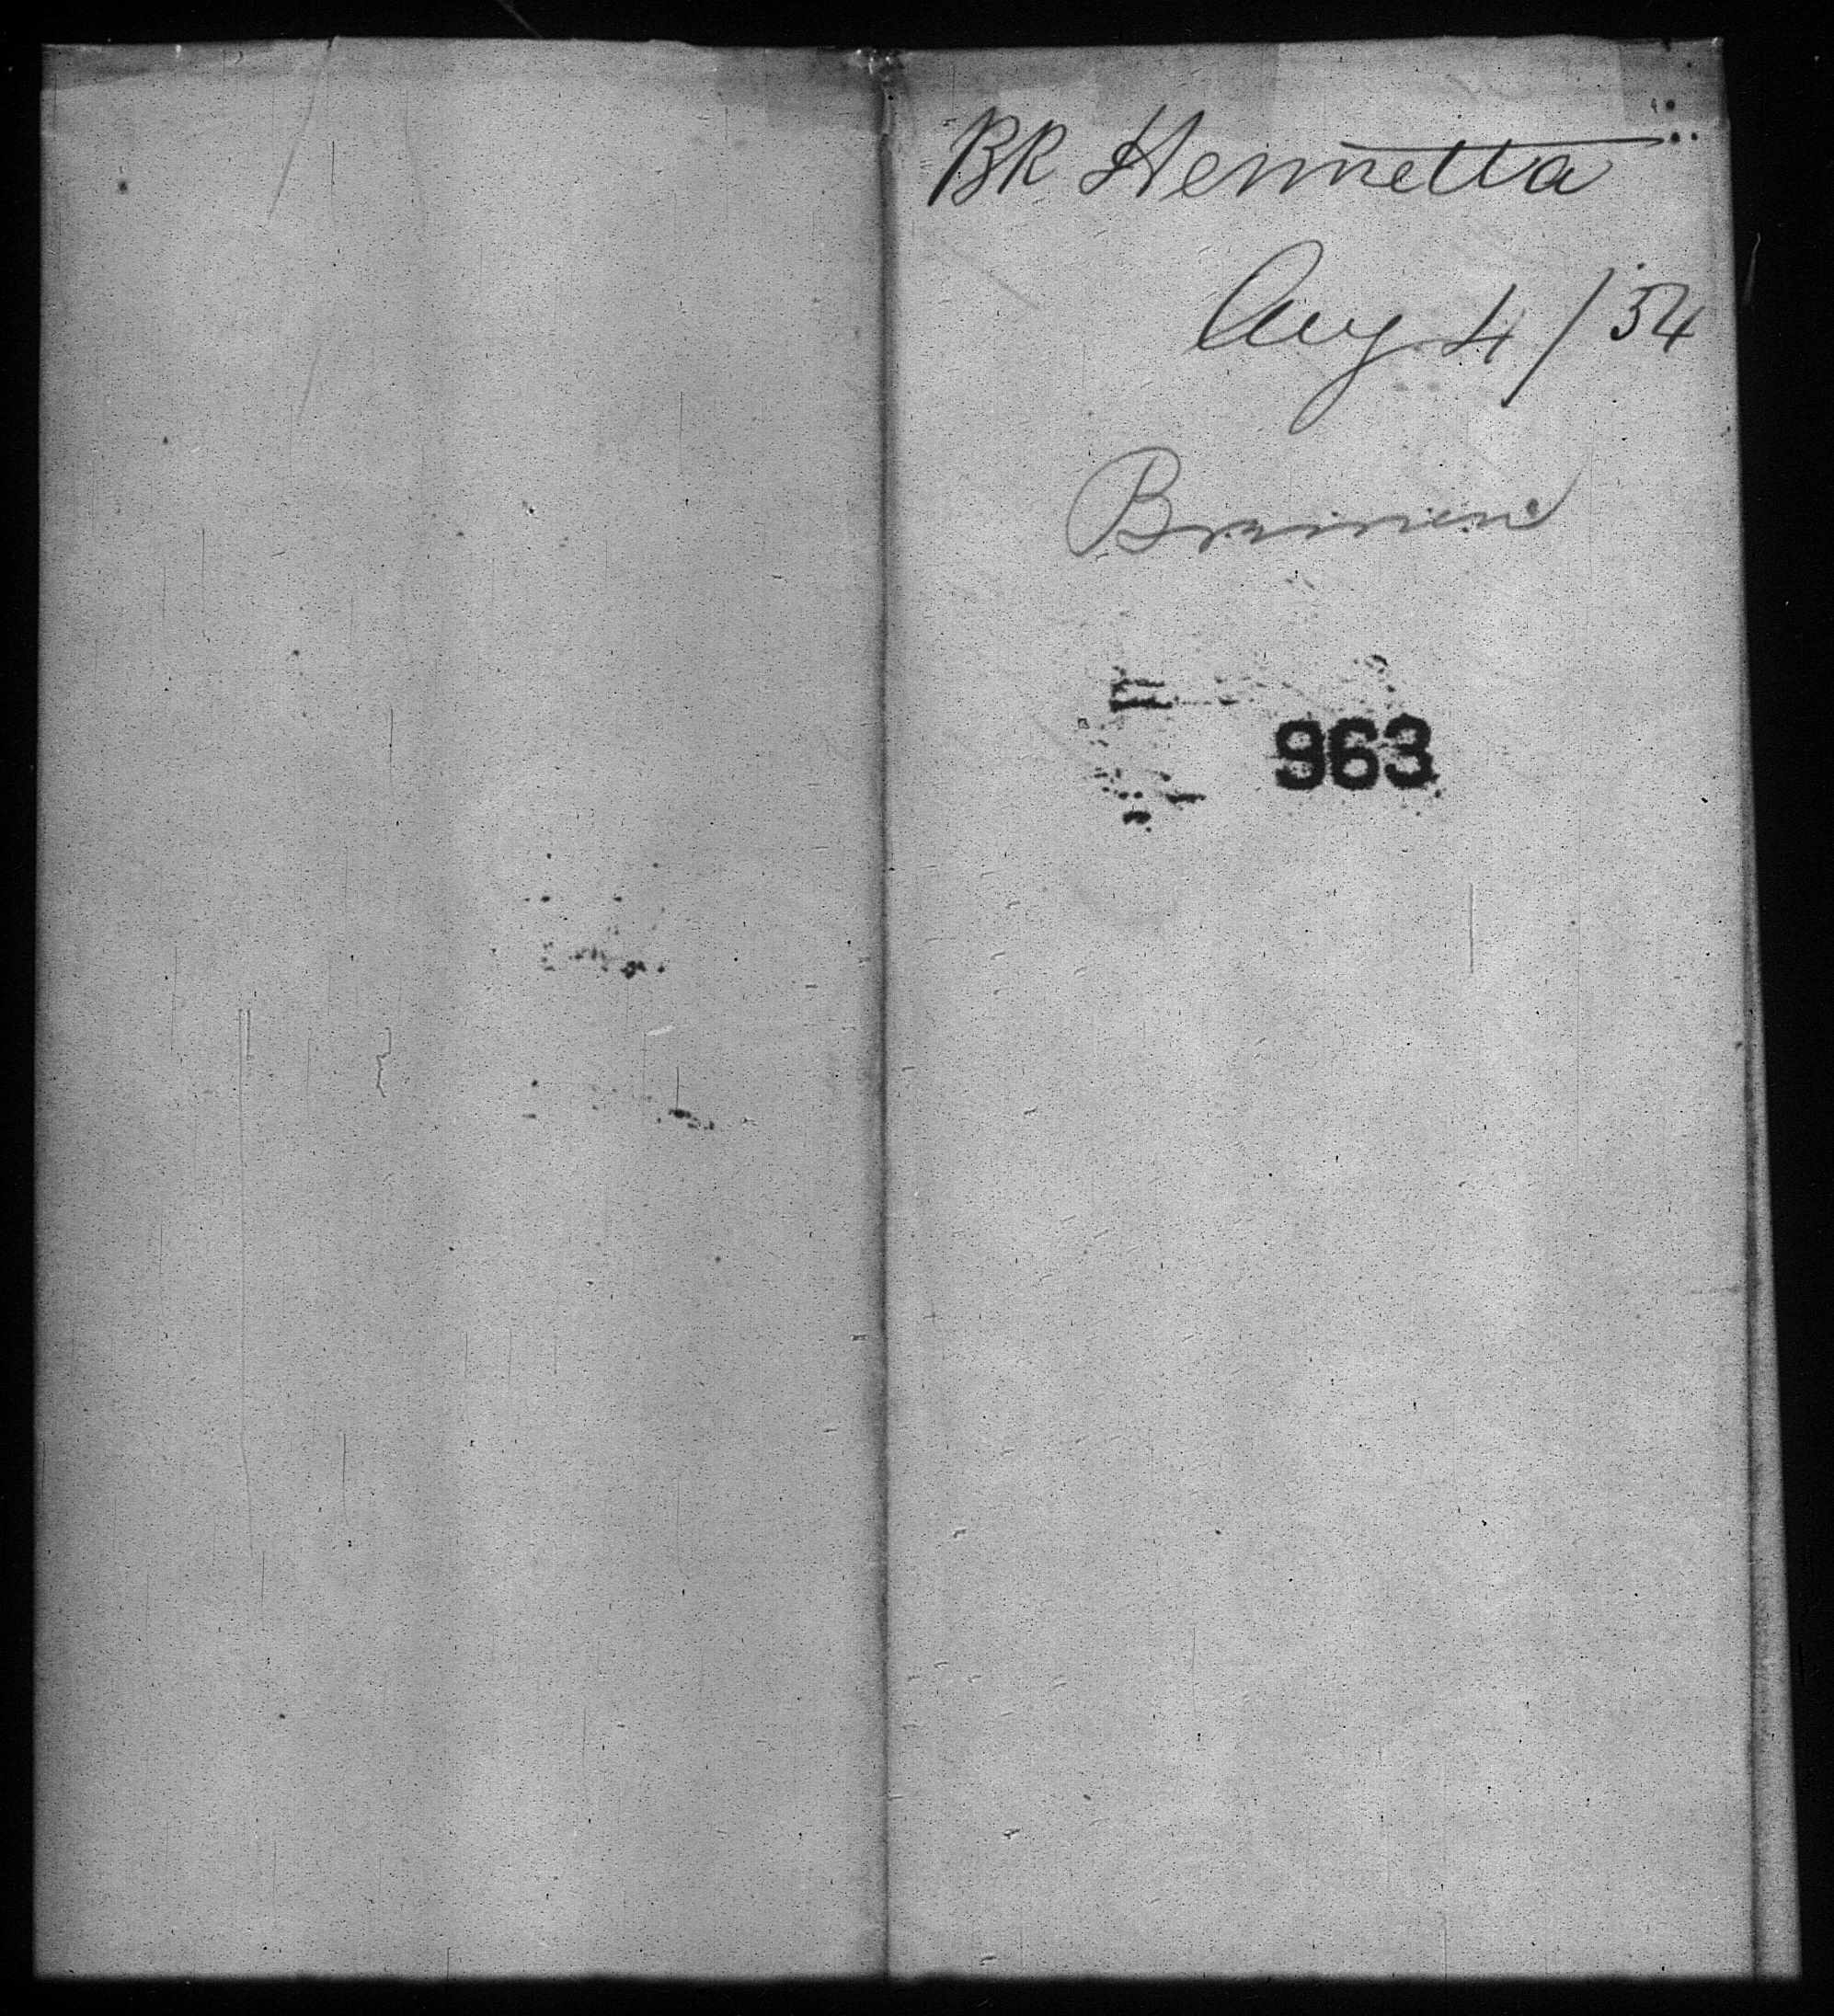 BR Henrietta
Aug 4/54
Bremen
963